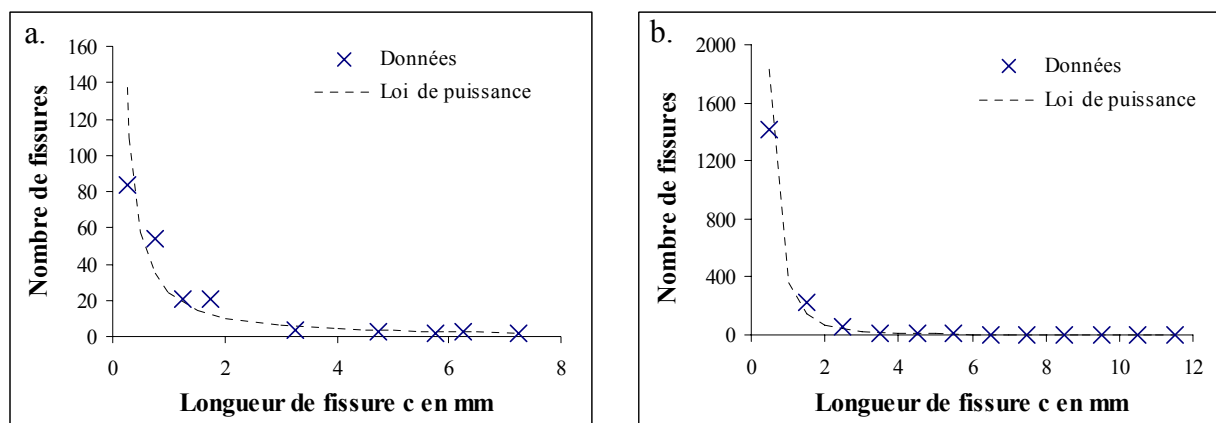 a.
160
140
120
100
80
60
40
20
0
Nombre de fissures
Données
Loi de puissance
0 2 4 6 8
Longueur de fissure c en mm
b.
2000
1600
1200
800
400
0
Nombre de fissures
Données
Loi de puissance
0 2 4 6 8 10 12
Longueur de fissure c en mm